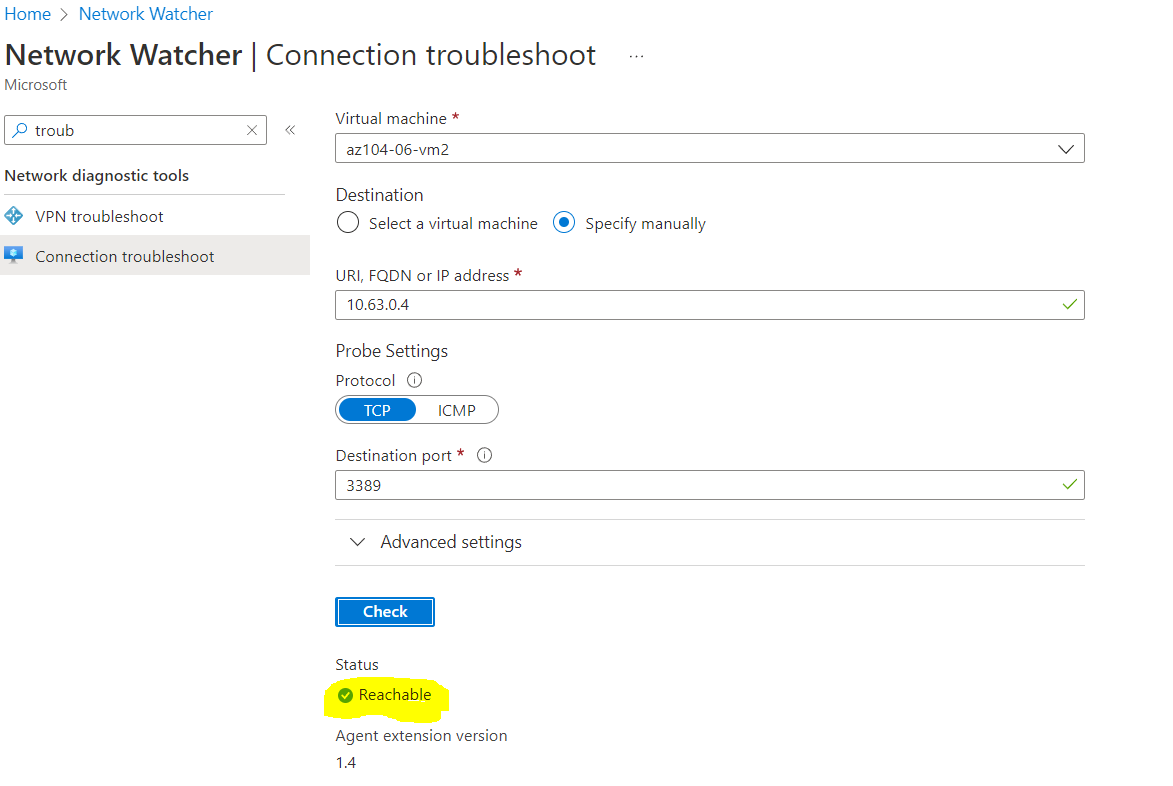 Home > Network Watcher
Network Watcher | Connection troubleshoot ...
Microsoft
troub
Network diagnostic tools
VPN troubleshoot
Connection troubleshoot
Virtual machine *
az104-06-vm2
Destination
Select a virtual machine Specify manually
URI, FQDN or IP address *
10.63.0.4
Probe Settings
Protocol
TCP ICMP
Destination port *
3389
Advanced settings
Check
Status
Reachable
Agent extension version
1.4